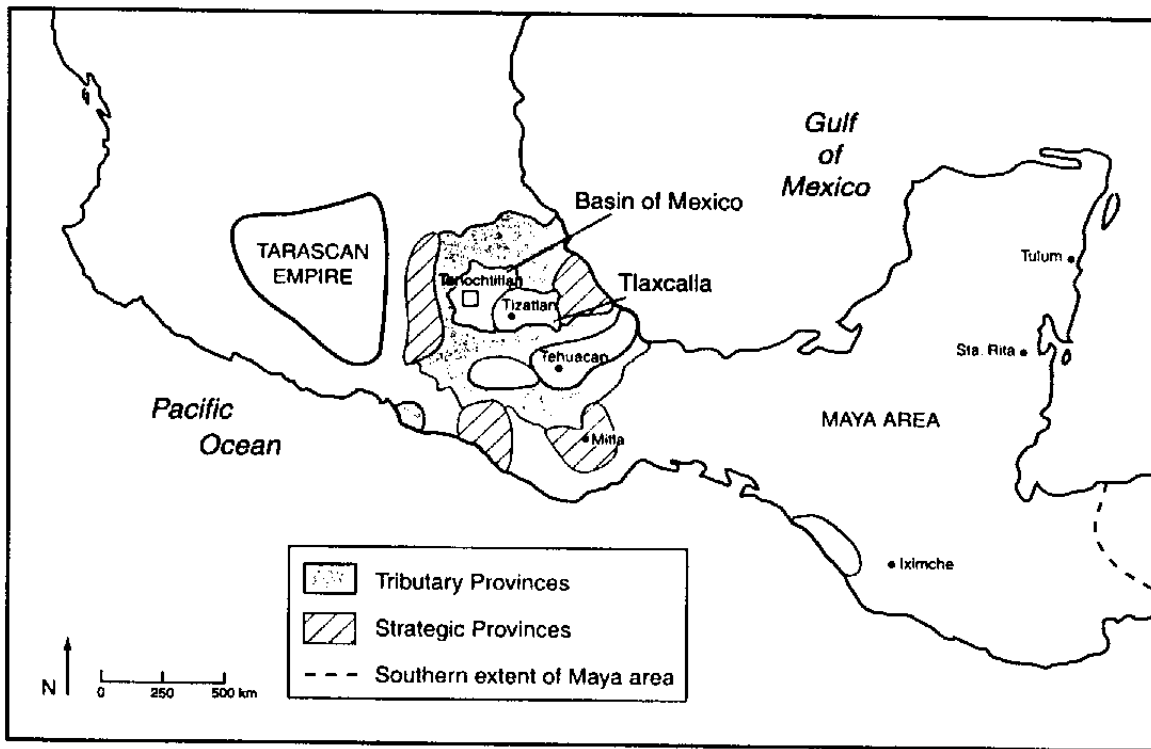 Gulf
of
Mexico
Basin of Mexico
TARASCAN
EMPIRE
Tenochtitlan
Tlaxcalla
Tizatlan
Tulum
Tehuacan
Sta. Rita
Pacific
Ocean
MAYA AREA
Mitla
Iximche
Tributary Provinces
Strategic Provinces
Southern extent of Maya area
N
0 250 500 km